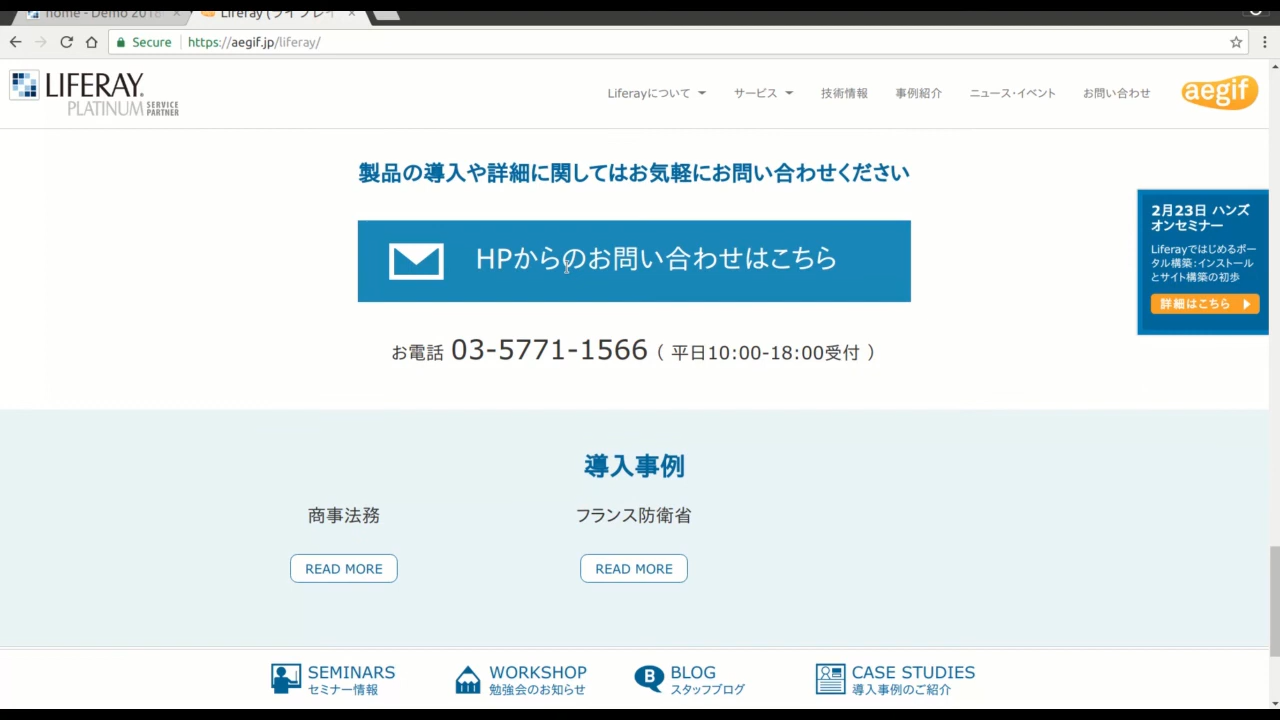 home - Demo 2018
Liferay (ライフレイ
Secure
https://aegif.jp/liferay/
LIFERAY.
PLATINUM SERVICE PARTNER
Liferayについて
サービス
技術情報
事例紹介
ニュース・イベント
お問い合わせ
aegif
製品の導入や詳細に関してはお気軽にお問い合わせください
HPからのお問い合わせはこちら
お電話 03-5771-1566 ( 平日10:00-18:00受付 )
2月23日 ハンズ
オンセミナー
Liferayではじめるポー
タル構築：インストール
とサイト構築の初歩
詳細はこちら
導入事例
商事法務
フランス防衛省
READ MORE
READ MORE
SEMINARS
セミナー情報
WORKSHOP
勉強会のお知らせ
BLOG
スタッフブログ
CASE STUDIES
導入事例のご紹介